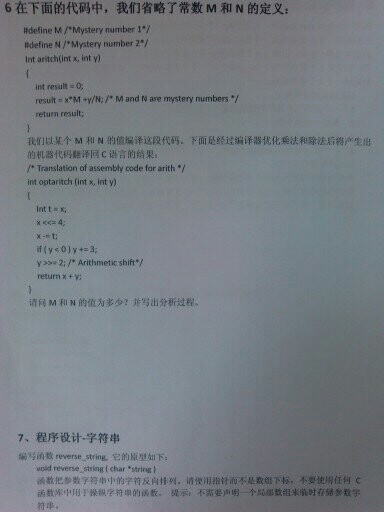 6 在下面的代码中，我们省略了常数 M 和 N 的定义：
#define M /*Mystery number 1*/
#define N /*Mystery number 2*/
Int aritch(int x, int y)
{
int result = 0;
result = x*M +y/N; /* M and N are mystery numbers */
return result;
}
我们以某个 M 和 N 的值编译这段代码。下面是经过编译器优化乘法和除法后将产生出
的机器代码翻译回 C 语言的结果：
/* Translation of assembly code for arith */
int optaritch (int x, int y)
{
Int t = x;
x <<= 4;
x -= t;
if ( y < 0 ) y += 3;
y >>= 2; /* Arithmetic shift*/
return x + y;
}
请问 M 和 N 的值为多少？并写出分析过程。
7、程序设计-字符串
编写函数 reverse_string, 它的原型如下：
void reverse_string ( char *string )
函数把参数字符串中的字符反向排列，请使用指针而不是数组下标，不要使用任何 C
函数库中用于操纵字符串的函数。 提示：不需要声明一个局部数组来临时存储参数字
符串。